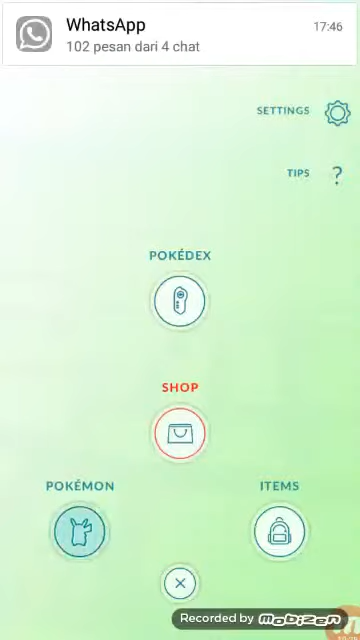 WhatsApp
17:46
102 pesan dari 4 chat
SETTINGS
TIPS ?
POKÉDEX
SHOP
POKÉMON
ITEMS
Recorded by mobizen